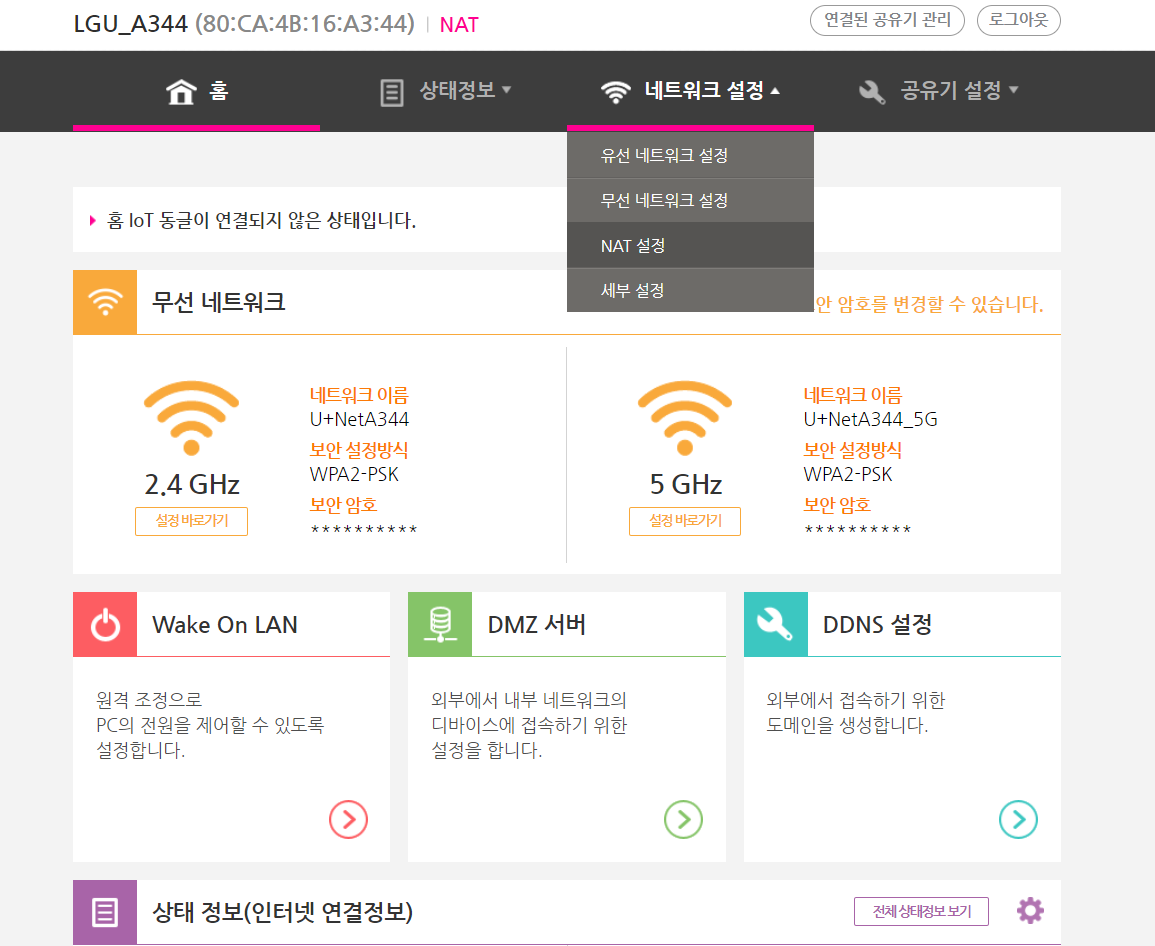 LGU_A344 (80:CA:4B:16:A3:44) | NAT
연결된 공유기 관리
로그아웃
홈
상태정보 ▾
네트워크 설정 ▴
공유기 설정 ▾
유선 네트워크 설정
무선 네트워크 설정
NAT 설정
세부 설정
홈 IoT 동글이 연결되지 않은 상태입니다.
무선 네트워크
안 암호를 변경할 수 있습니다.
2.4 GHz
설정 바로가기
네트워크 이름
U+NetA344
보안 설정방식
WPA2-PSK
보안 암호
**********
5 GHz
설정 바로가기
네트워크 이름
U+NetA344_5G
보안 설정방식
WPA2-PSK
보안 암호
**********
Wake On LAN
원격 조정으로
PC의 전원을 제어할 수 있도록
설정합니다.
DMZ 서버
외부에서 내부 네트워크의
디바이스에 접속하기 위한
설정을 합니다.
DDNS 설정
외부에서 접속하기 위한
도메인을 생성합니다.
상태 정보(인터넷 연결정보)
전체 상태정보 보기